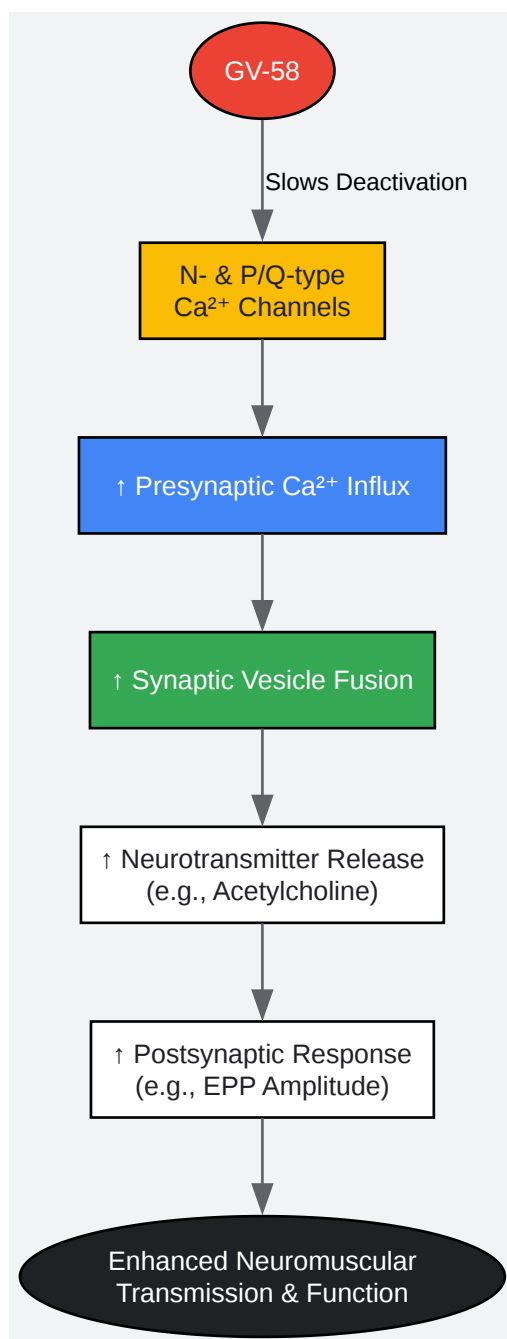 GV-58
Slows Deactivation
N- & P/Q-type
Ca²⁺ Channels
↑ Presynaptic Ca²⁺ Influx
↑ Synaptic Vesicle Fusion
↑ Neurotransmitter Release
(e.g., Acetylcholine)
↑ Postsynaptic Response
(e.g., EPP Amplitude)
Enhanced Neuromuscular
Transmission & Function